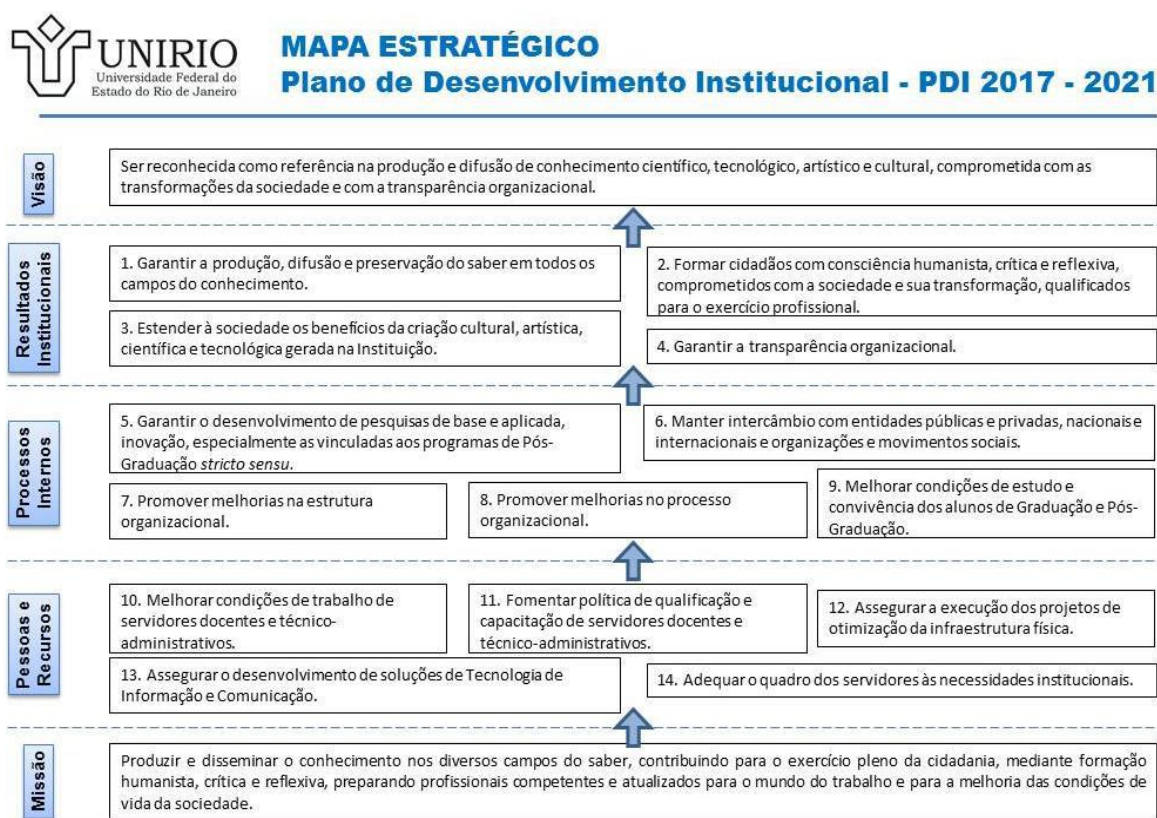 UNIRIO
Universidade Federal do
Estado do Rio de Janeiro
MAPA ESTRATÉGICO
Plano de Desenvolvimento Institucional - PDI 2017 - 2021
Visão
Ser reconhecida como referência na produção e difusão de conhecimento científico, tecnológico, artístico e cultural, comprometida com as
transformações da sociedade e com a transparência organizacional.
Resultados
Institucionais
1. Garantir a produção, difusão e preservação do saber em todos os
campos do conhecimento.
2. Formar cidadãos com consciência humanista, crítica e reflexiva,
comprometidos com a sociedade e sua transformação, qualificados
para o exercício profissional.
3. Estender à sociedade os benefícios da criação cultural, artística,
científica e tecnológica gerada na Instituição.
4. Garantir a transparência organizacional.
Processos
Internos
5. Garantir o desenvolvimento de pesquisas de base e aplicada,
inovação, especialmente as vinculadas aos programas de Pós-
Graduação stricto sensu.
6. Manter intercâmbio com entidades públicas e privadas, nacionais e
internacionais e organizações e movimentos sociais.
7. Promover melhorias na estrutura
organizacional.
8. Promover melhorias no processo
organizacional.
9. Melhorar condições de estudo e
convivência dos alunos de Graduação e Pós-
Graduação.
Pessoas e
Recursos
10. Melhorar condições de trabalho de
servidores docentes e técnico-
administrativos.
11. Fomentar política de qualificação e
capacitação de servidores docentes e
técnico-administrativos.
12. Assegurar a execução dos projetos de
otimização da infraestrutura física.
13. Assegurar o desenvolvimento de soluções de Tecnologia de
Informação e Comunicação.
14. Adequar o quadro dos servidores às necessidades institucionais.
Missão
Produzir e disseminar o conhecimento nos diversos campos do saber, contribuindo para o exercício pleno da cidadania, mediante formação
humanista, crítica e reflexiva, preparando profissionais competentes e atualizados para o mundo do trabalho e para a melhoria das condições de
vida da sociedade.